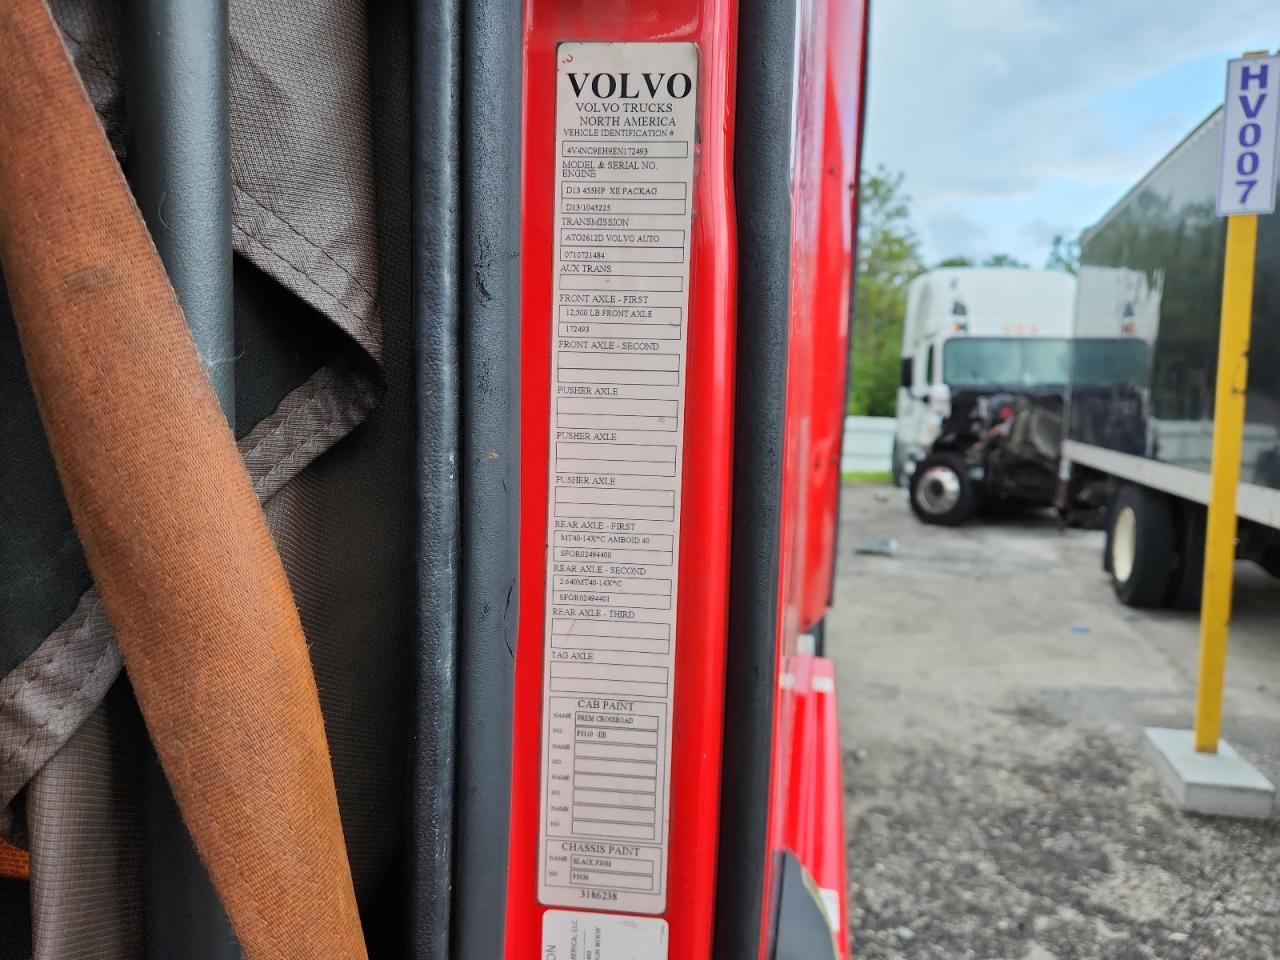 VOLVO
VOLVO TRUCKS
NORTH AMERICA
VEHICLE IDENTIFICATION #
4V4NC9EH9EN172493
MODEL & SERIAL NO.
ENGINE
D13 455HP XE PACKAG
D13/1045225
TRANSMISSION
ATO2612D VOLVO AUTO
0710721484
AUX TRANS
FRONT AXLE - FIRST
12,500 LB FRONT AXLE
172493
FRONT AXLE - SECOND
PUSHER AXLE
PUSHER AXLE
PUSHER AXLE
REAR AXLE - FIRST
MT40-14X*C AMBOID 40
SFOR02494400
REAR AXLE - SECOND
2.640MT40-14X*C
SFOR02494401
REAR AXLE - THIRD
TAG AXLE
CAB PAINT
NAME PREM CROSSROAD
NO. P3110 -EB
NAME
NO.
NAME
NO.
NAME
NO.
CHASSIS PAINT
NAME BLACK P3036
NO. P3036
3186238
HV007